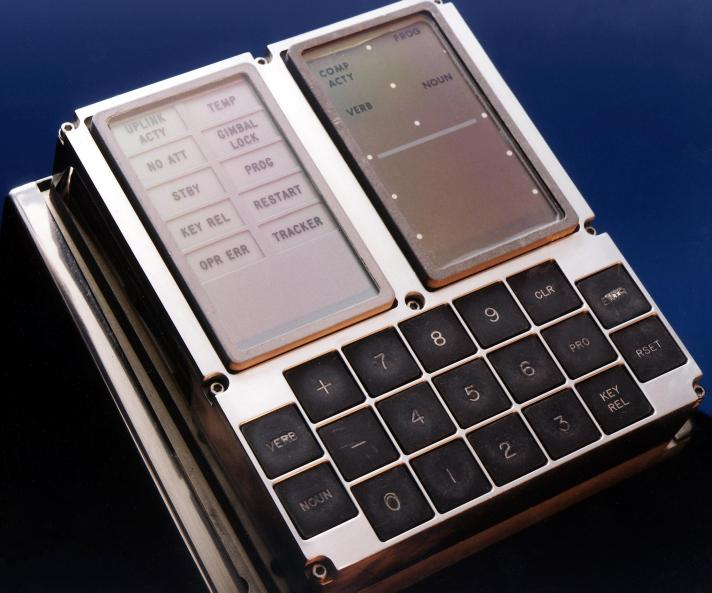 UPLINK
ACTY
TEMP
NO ATT
GIMBAL
LOCK
STBY
PROG
KEY REL
RESTART
OPR ERR
TRACKER
COMP
ACTY
PROG
VERB
NOUN
VERB
NOUN
+
−
0
7
4
1
8
5
2
9
6
3
CLR
PRO
KEY
REL
RSET